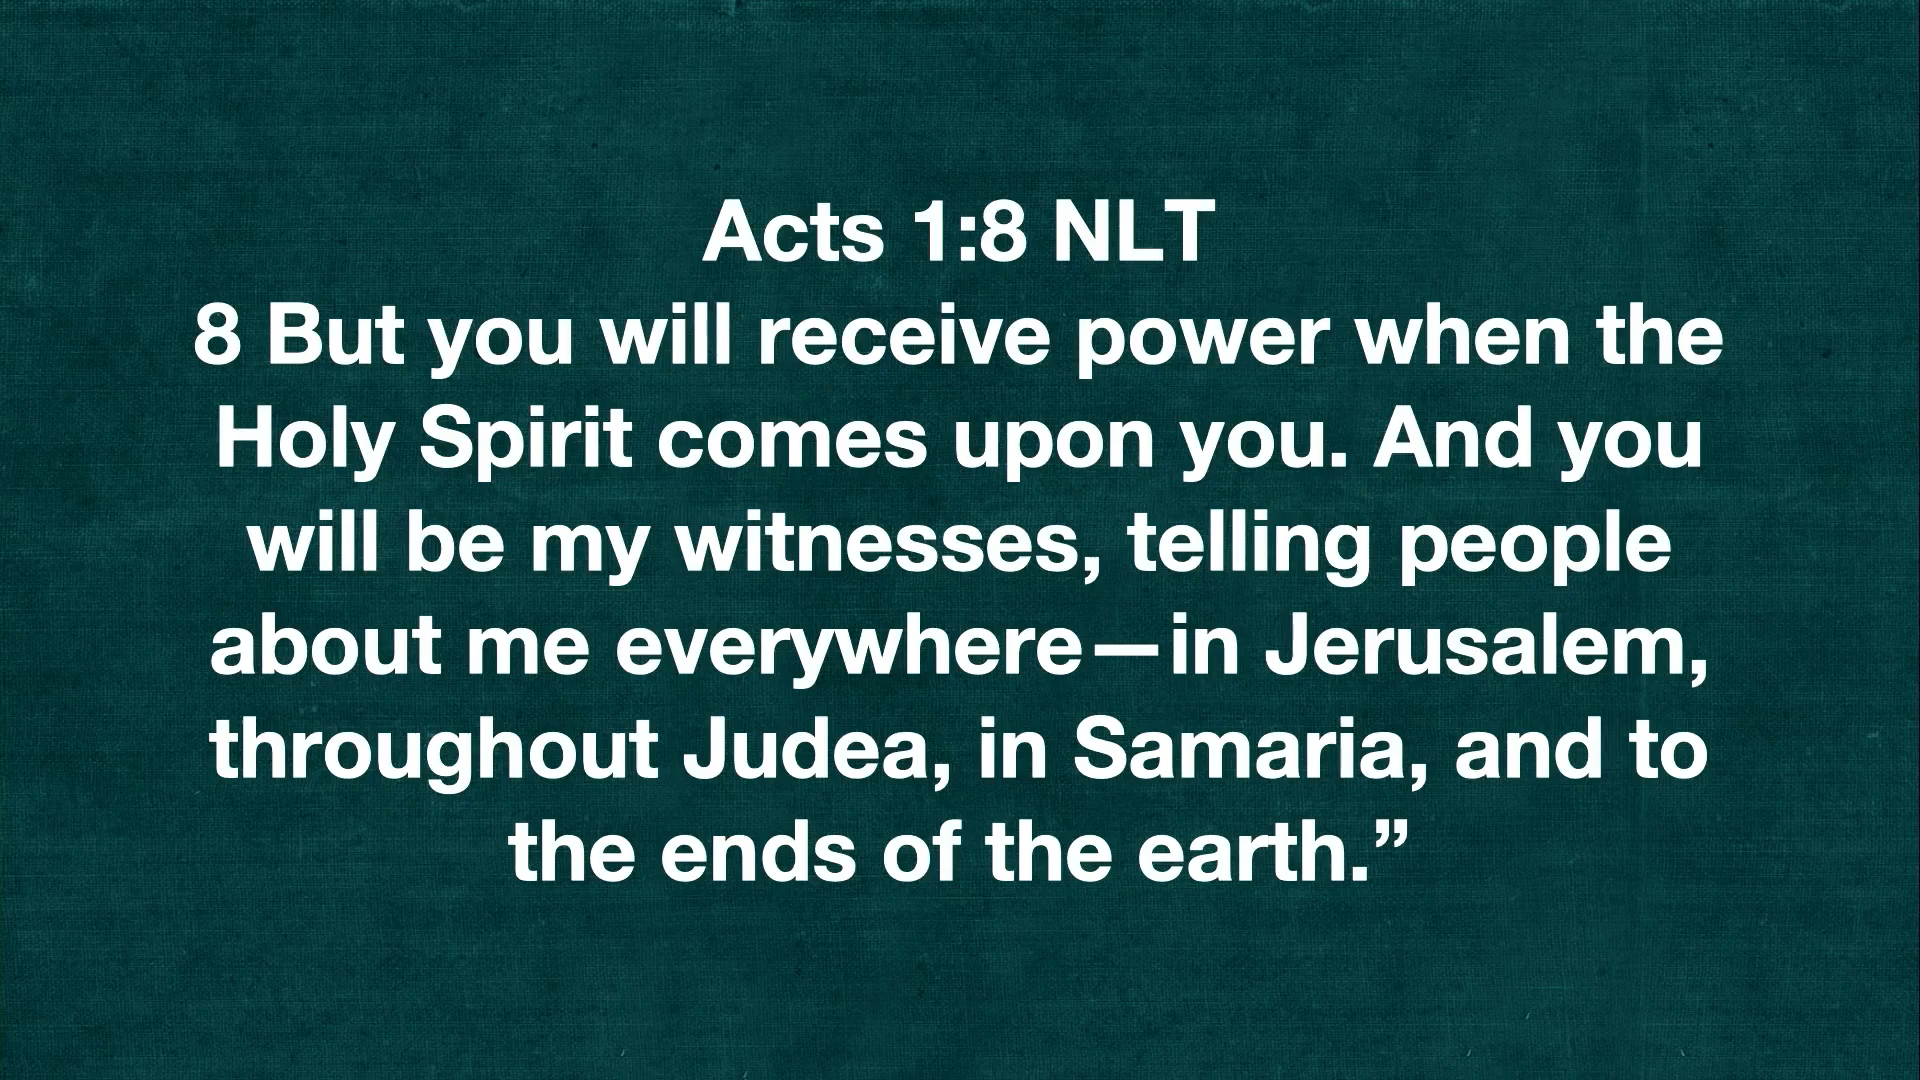 Acts 1:8 NLT
8 But you will receive power when the
Holy Spirit comes upon you. And you
will be my witnesses, telling people
about me everywhere—in Jerusalem,
throughout Judea, in Samaria, and to
the ends of the earth.”